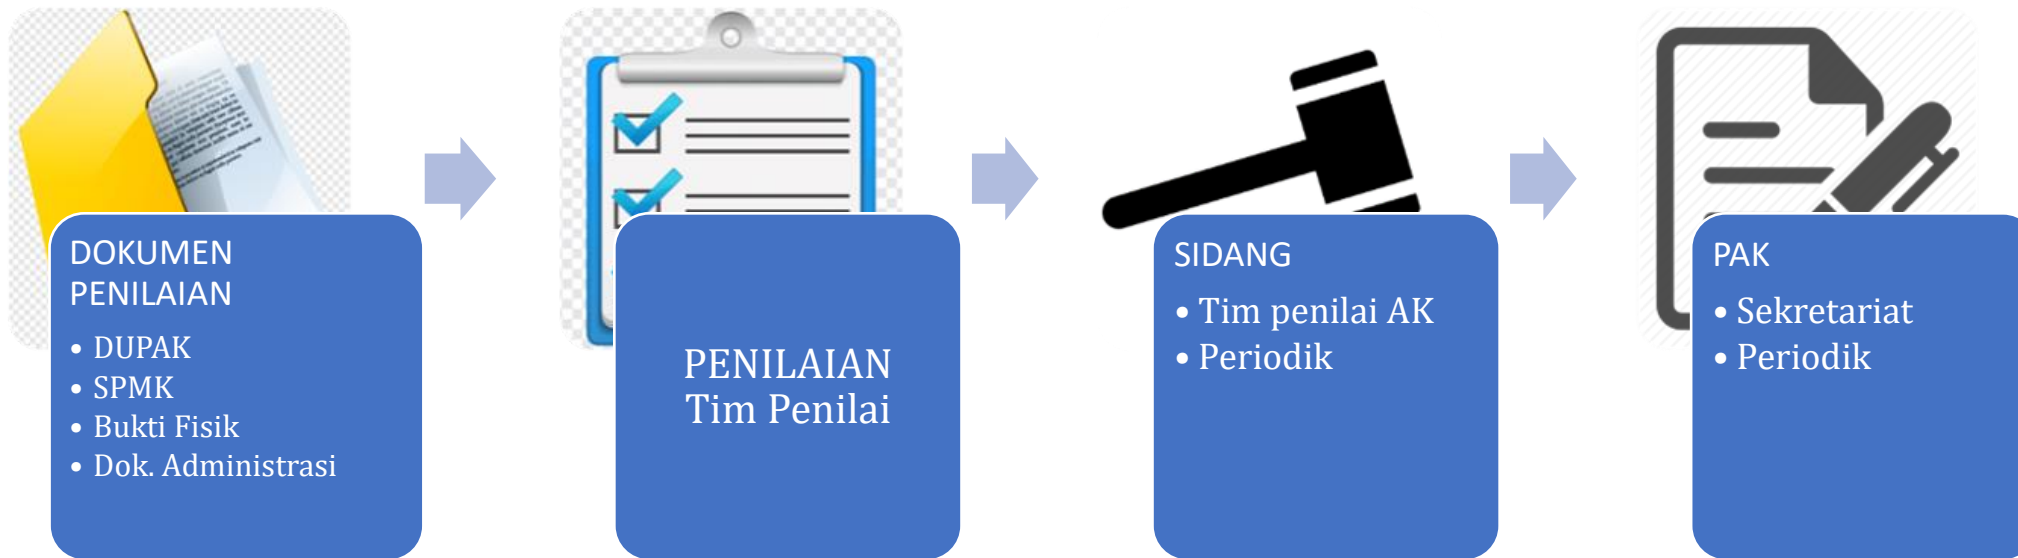 DOKUMEN
PENILAIAN
• DUPAK
• SPMK
• Bukti Fisik
• Dok. Administrasi
PENILAIAN
Tim Penilai
SIDANG
• Tim penilai AK
• Periodik
PAK
• Sekretariat
• Periodik